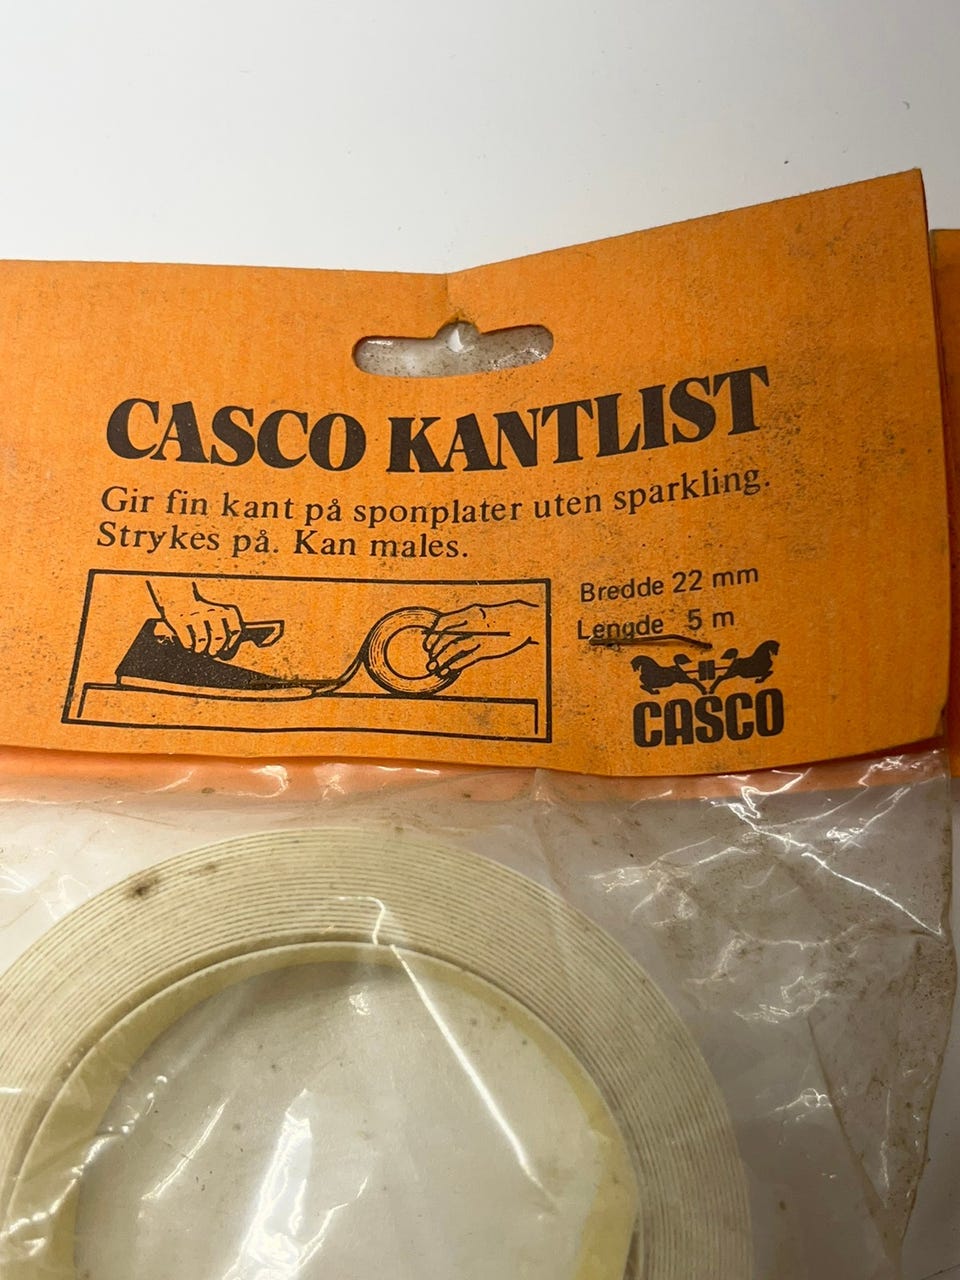 CASCO KANTLIST
Gir fin kant på sponplater uten sparkling.
Strykes på. Kan males.
Bredde 22 mm
Lengde 5 m
CASCO